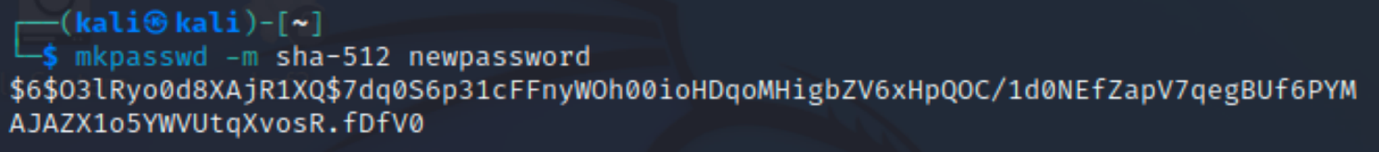 ┌──(kali㉿kali)-[~]
└─$ mkpasswd -m sha-512 newpassword
$6$O3lRyo0d8XAjR1XQ$7dq0S6p31cFFnyWOh00ioHDqoMHigbZV6xHpQOC/1d0NEfZapV7qegBUf6PYM
AJAZX1o5YWVUtqXvosR.fDfV0